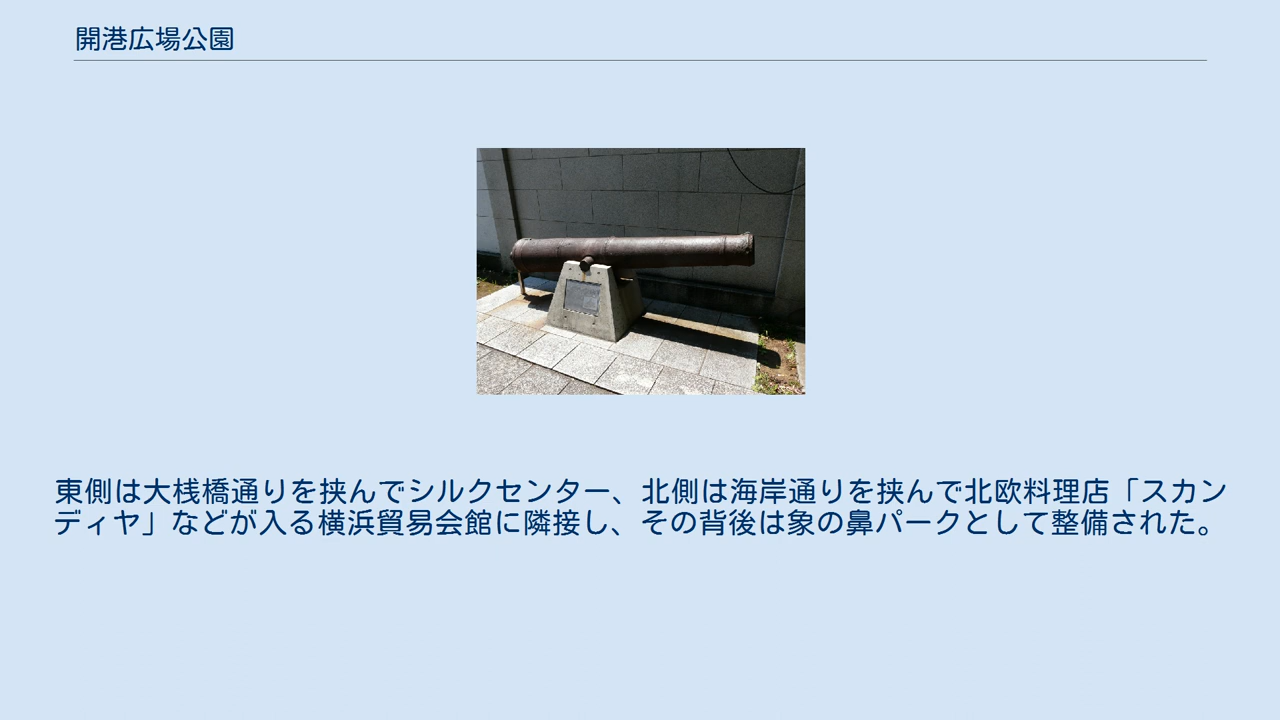 開港広場公園
東側は大桟橋通りを挟んでシルクセンター、北側は海岸通りを挟んで北欧料理店「スカン
ディヤ」などが入る横浜貿易会館に隣接し、その背後は象の鼻パークとして整備された。